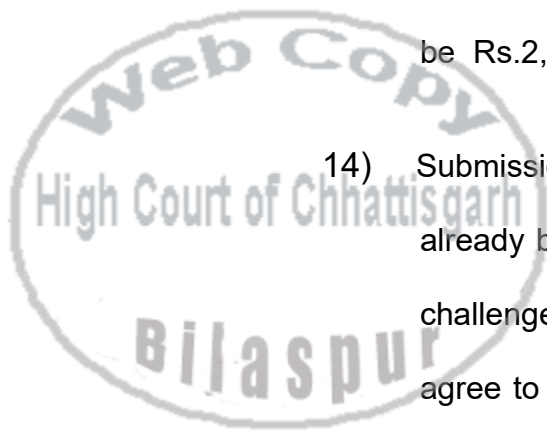 Web Copy
be Rs.2,
14) Submissi
High Court of Chhattisgarh
already b
challenge
Bilaspur
agree to